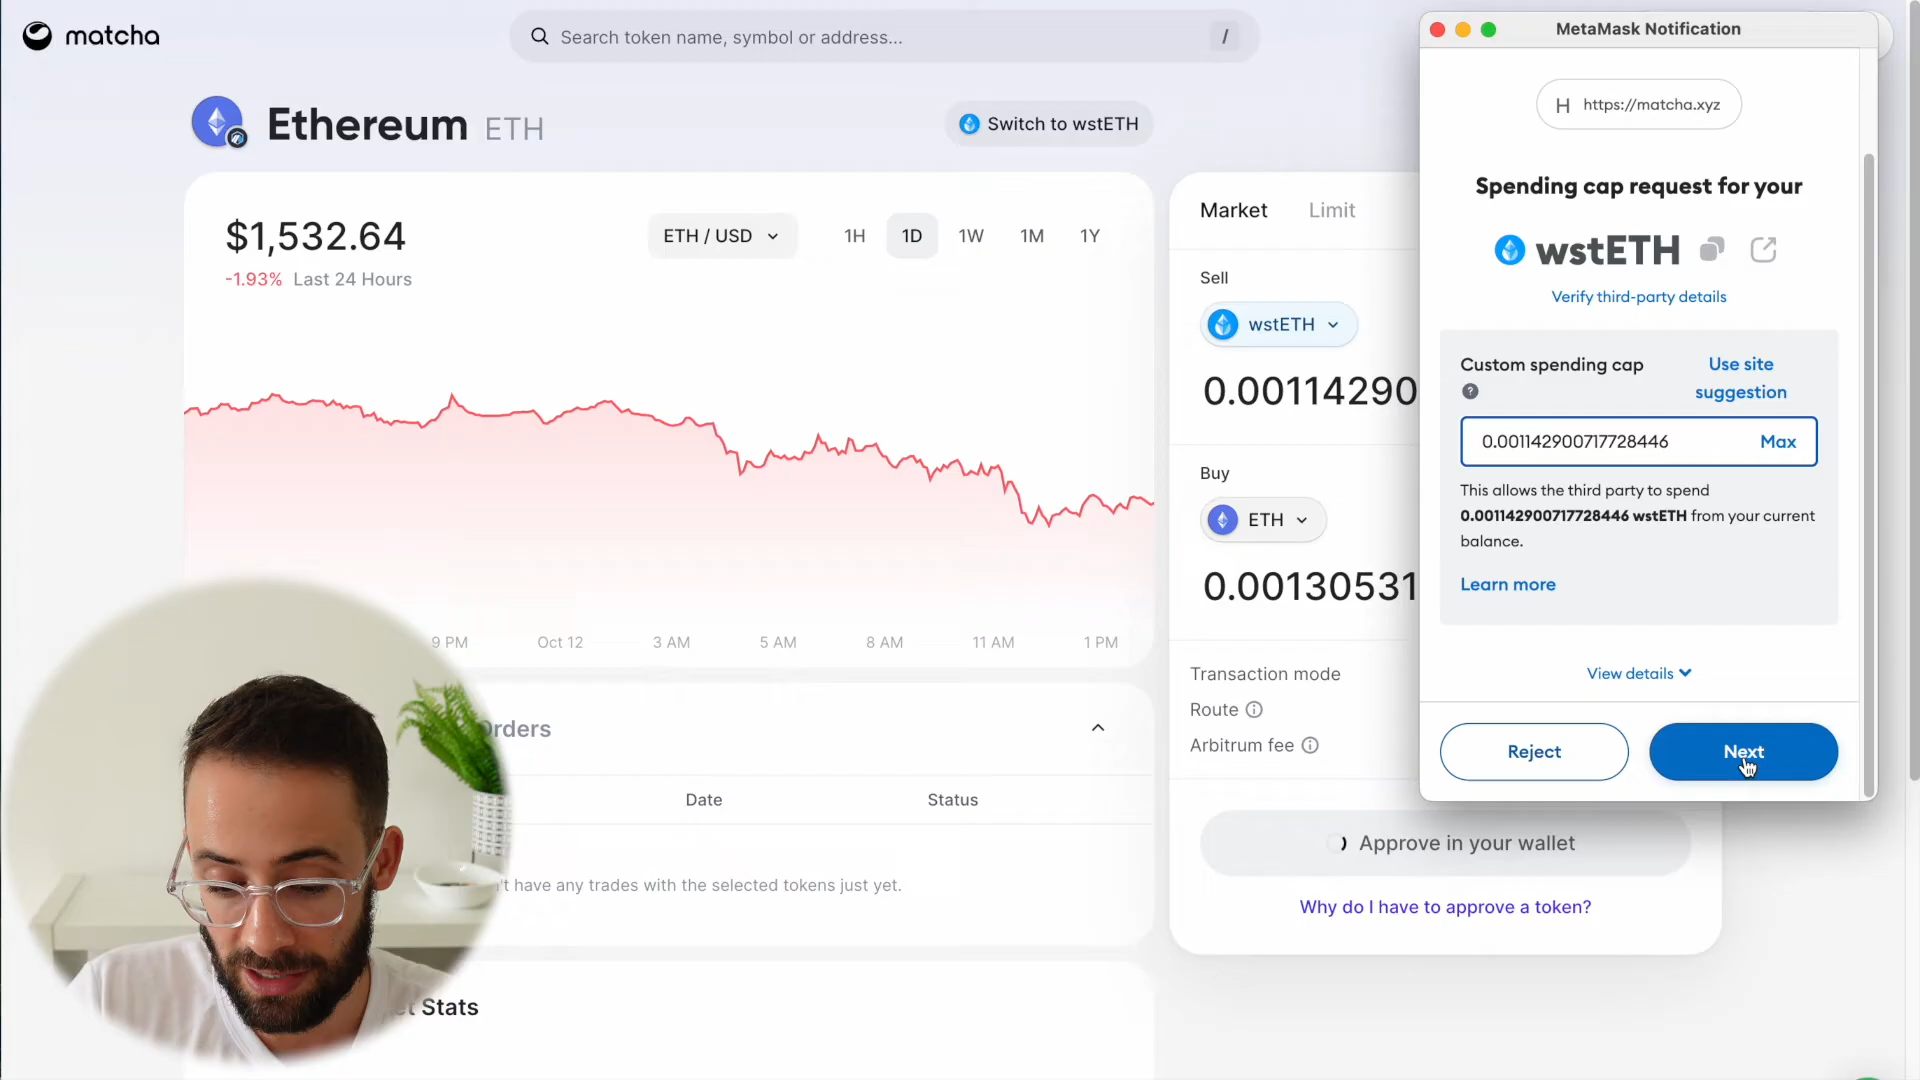 matcha
Search token name, symbol or address...
/
Ethereum ETH
Switch to wstETH
$1,532.64
-1.93% Last 24 Hours
ETH / USD
1H
1D
1W
1M
1Y
9 PM
Oct 12
3 AM
5 AM
8 AM
11 AM
1 PM
Orders
Date
Status
't have any trades with the selected tokens just yet.
Stats
Market
Limit
Sell
wstETH
0.00114290
Buy
ETH
0.00130531
Transaction mode
Route
Arbitrum fee
Approve in your wallet
Why do I have to approve a token?
MetaMask Notification
H https://matcha.xyz
Spending cap request for your
wstETH
Verify third-party details
Custom spending cap
?
Use site
suggestion
0.001142900717728446
Max
This allows the third party to spend
0.001142900717728446 wstETH from your current
balance.
Learn more
View details
Reject
Next